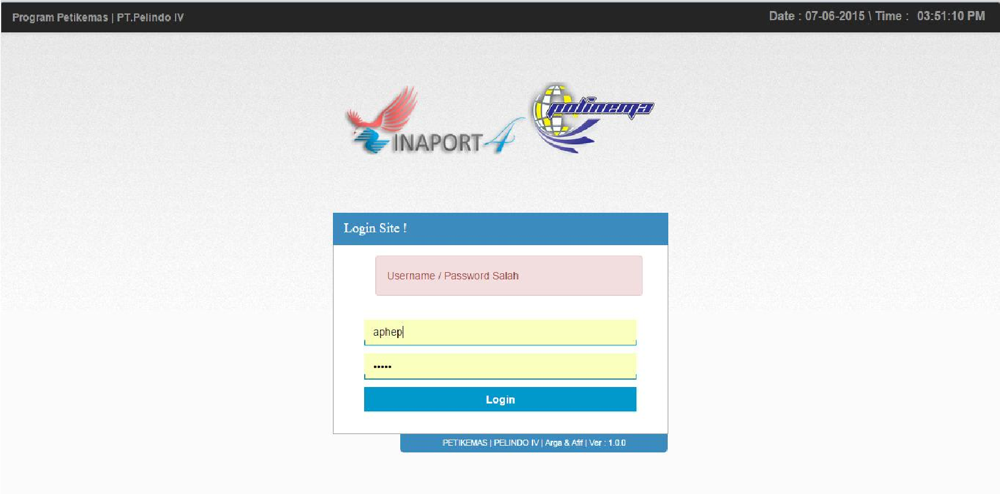 Program Petikemas | PT.Pelindo IV
Date : 07-06-2015 \ Time : 03:51:10 PM
INAPORT 4
polinema
Login Site !
Username / Password Salah
aphep
•••••
Login
PETIKEMAS | PELINDO IV | Arga & Afif | Ver : 1.0.0